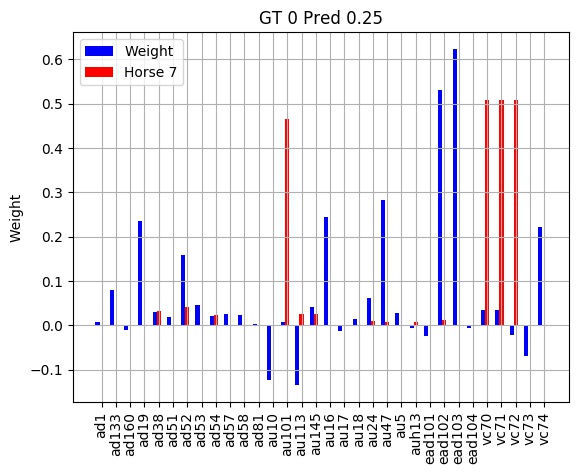 GT 0 Pred 0.25
Weight
Horse 7
Weight
0.6
0.5
0.4
0.3
0.2
0.1
0.0
−0.1
ad1
ad133
ad160
ad19
ad38
ad51
ad52
ad53
ad54
ad57
ad58
ad81
au10
au101
au113
au145
au16
au17
au18
au24
au47
au5
auh13
ead101
ead102
ead103
ead104
vc70
vc71
vc72
vc73
vc74